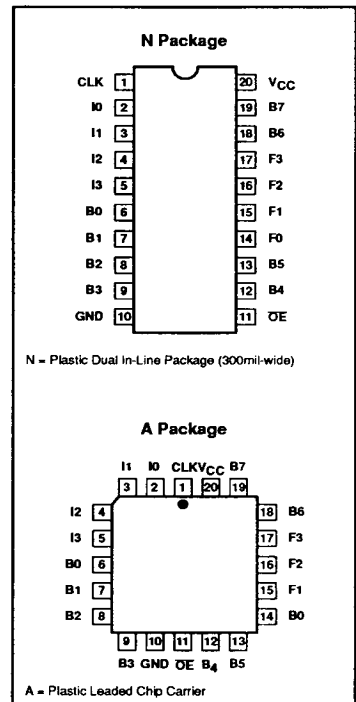 N Package
CLK 1 20 VCC
I0 2 19 B7
I1 3 18 B6
I2 4 17 F3
I3 5 16 F2
B0 6 15 F1
B1 7 14 F0
B2 8 13 B5
B3 9 12 B4
GND 10 11 OE
N = Plastic Dual In-Line Package (300mil-wide)
A Package
I1 I0 CLK VCC B7
3 2 1 20 19
I2 4 18 B6
I3 5 17 F3
B0 6 16 F2
B1 7 15 F1
B2 8 14 B0
9 10 11 12 13
B3 GND OE B4 B5
A = Plastic Leaded Chip Carrier